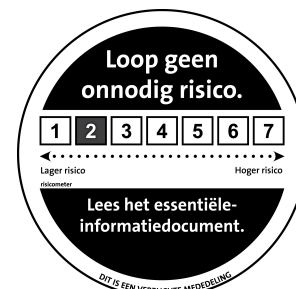 Loop geen
onnodig risico.
1 2 3 4 5 6 7
Lager risico Hoger risico
risicometer
Lees het essentiële-
informatiedocument.
DIT IS EEN VERPLICHTE MEDEDELING